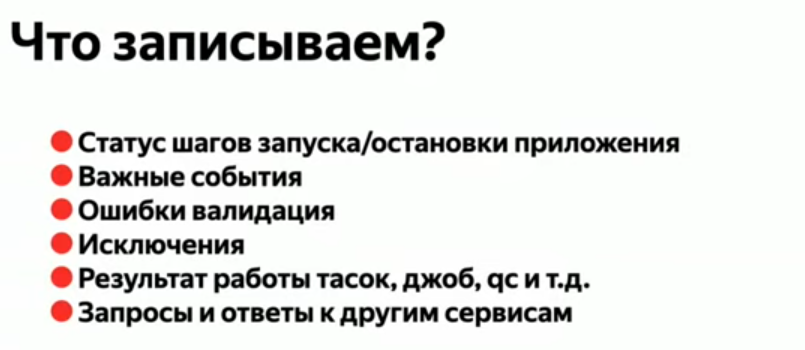 Что записываем?
Статус шагов запуска/остановки приложения
Важные события
Ошибки валидация
Исключения
Результат работы тасок, джоб, qc и т.д.
Запросы и ответы к другим сервисам